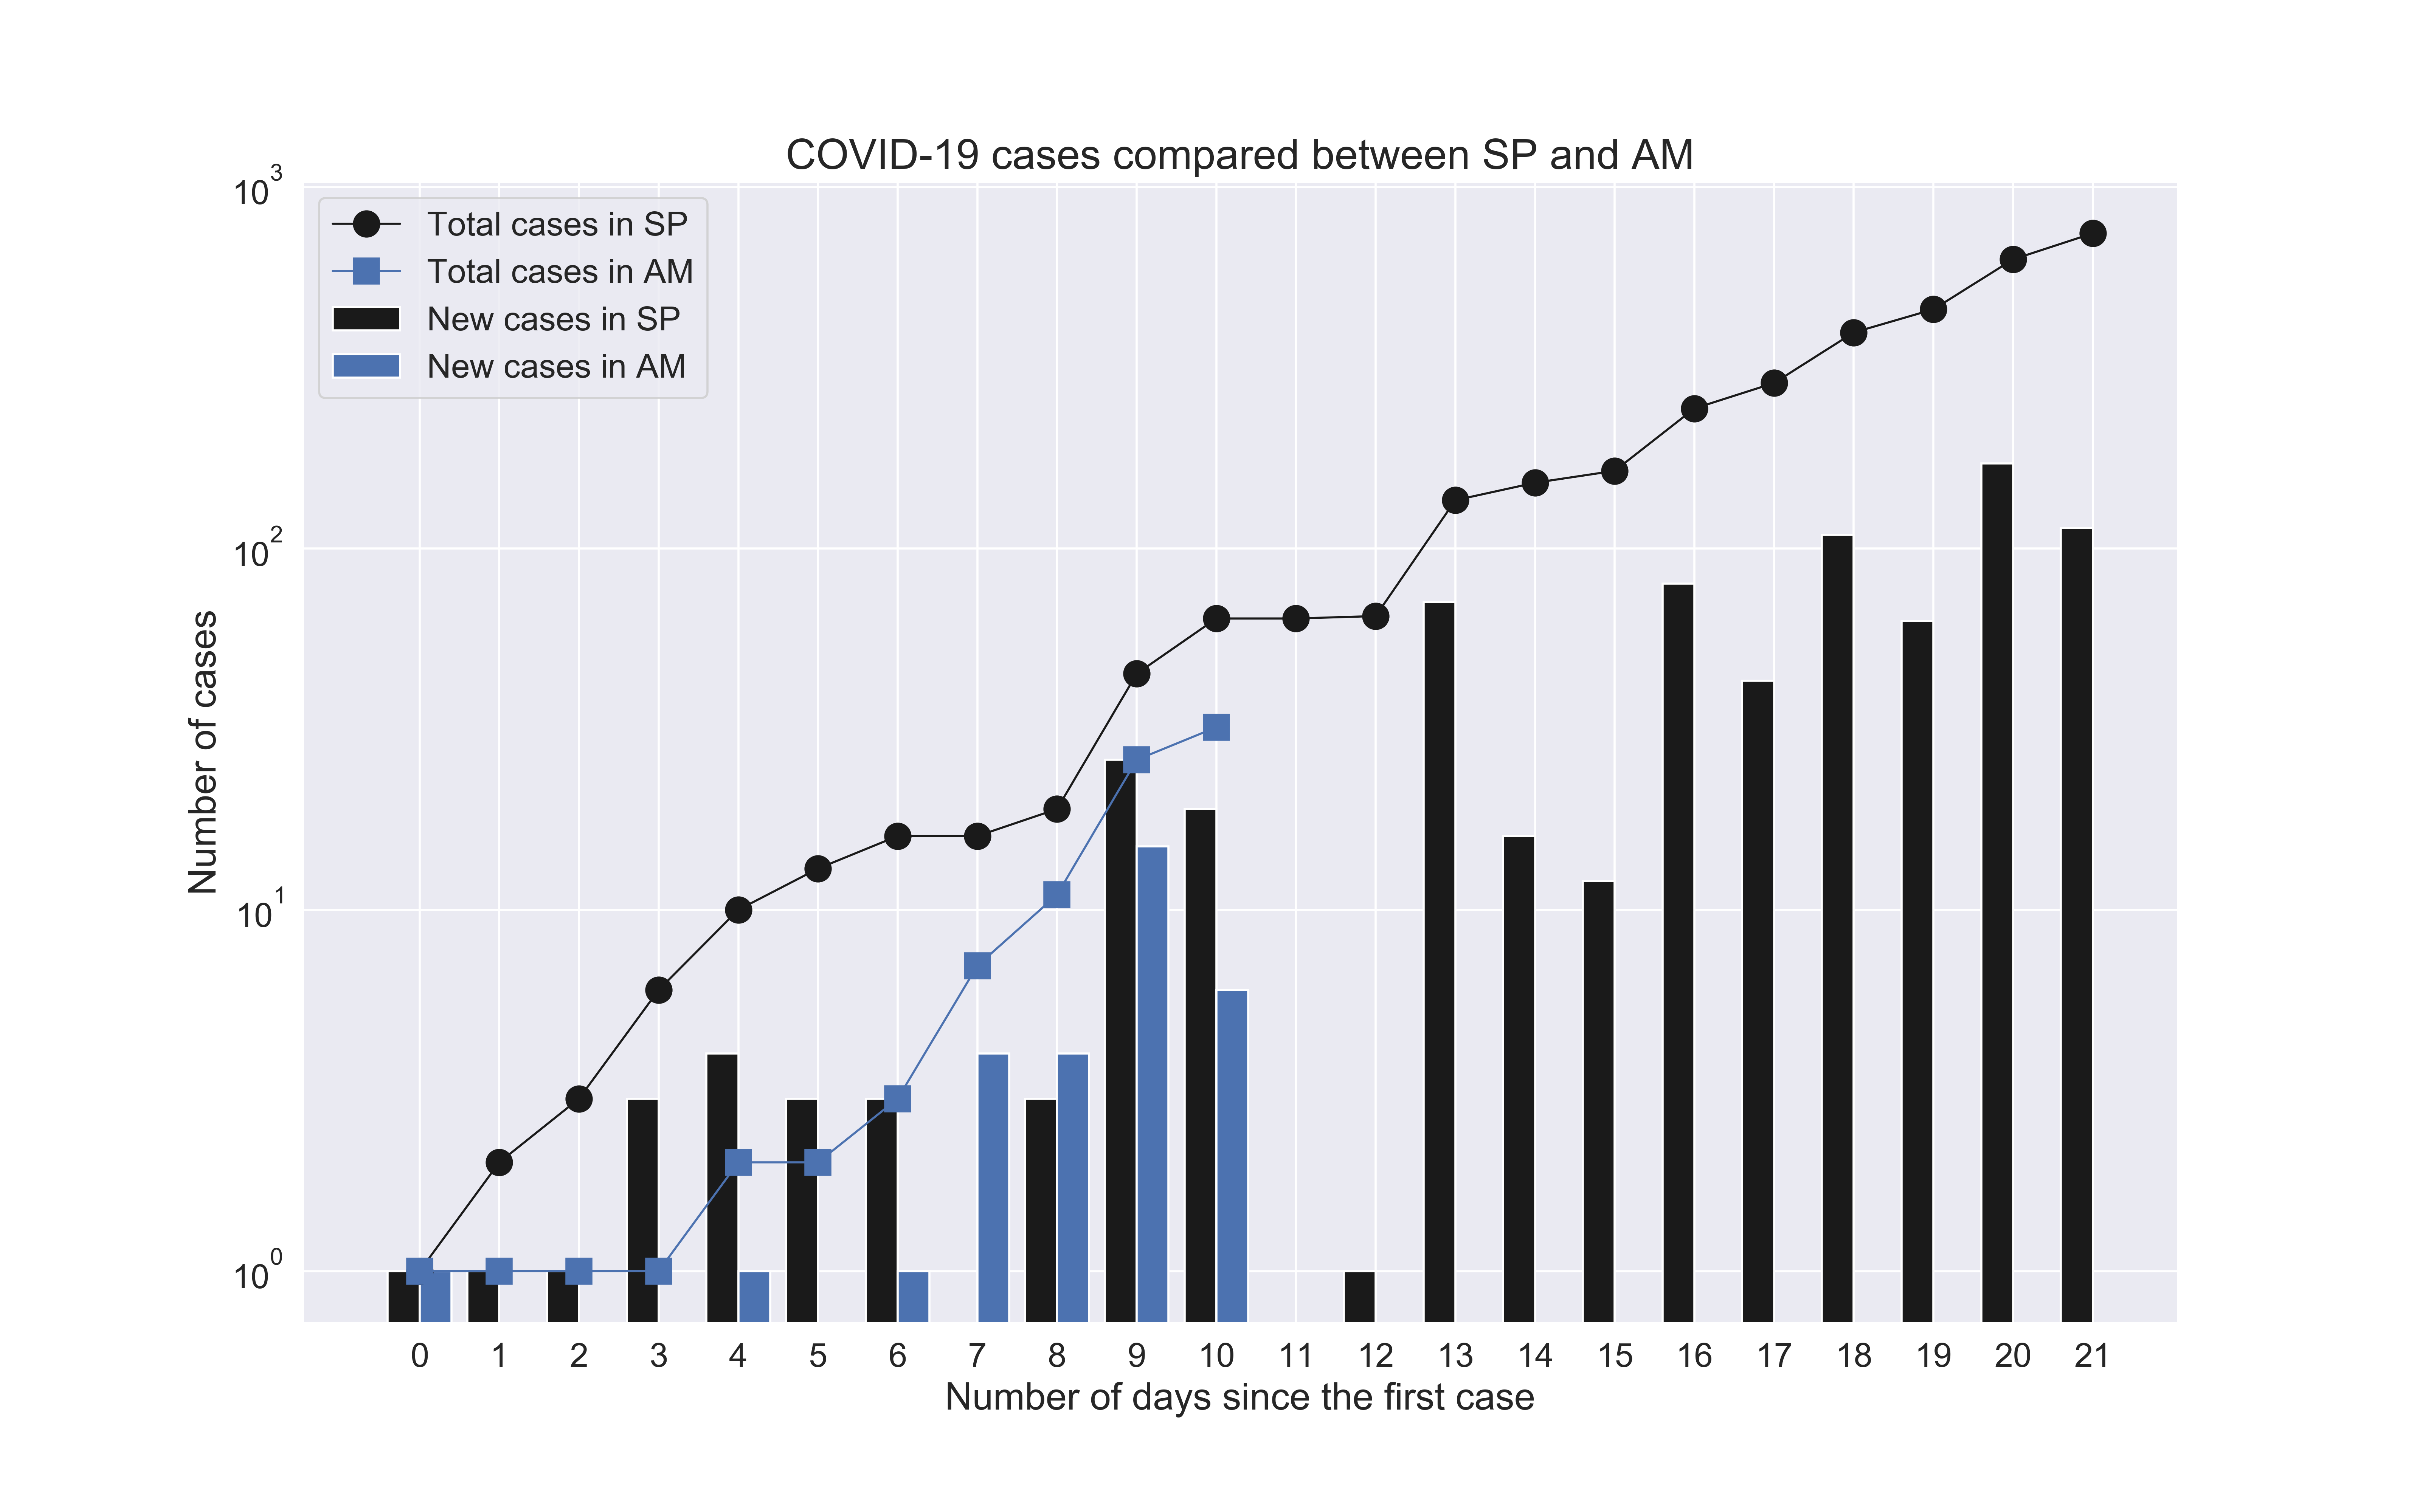 COVID-19 cases compared between SP and AM
Total cases in SP
Total cases in AM
New cases in SP
New cases in AM
Number of cases
10^3
10^2
10^1
10^0
0 1 2 3 4 5 6 7 8 9 10 11 12 13 14 15 16 17 18 19 20 21
Number of days since the first case